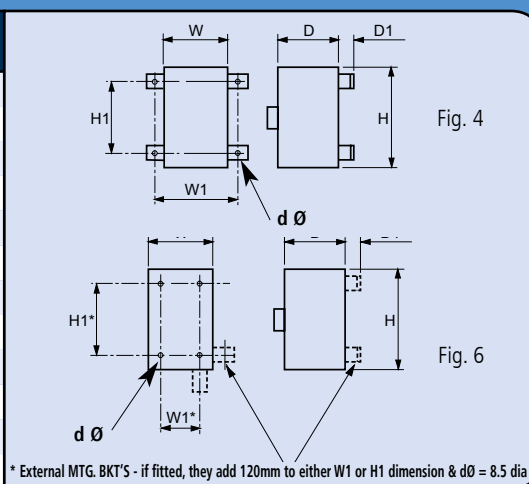 W
D
D1
H1
H
Fig. 4
W1
d Ø
H1*
H
Fig. 6
d Ø
W1*
* External MTG. BKT'S - if fitted, they add 120mm to either W1 or H1 dimension & dØ = 8.5 dia